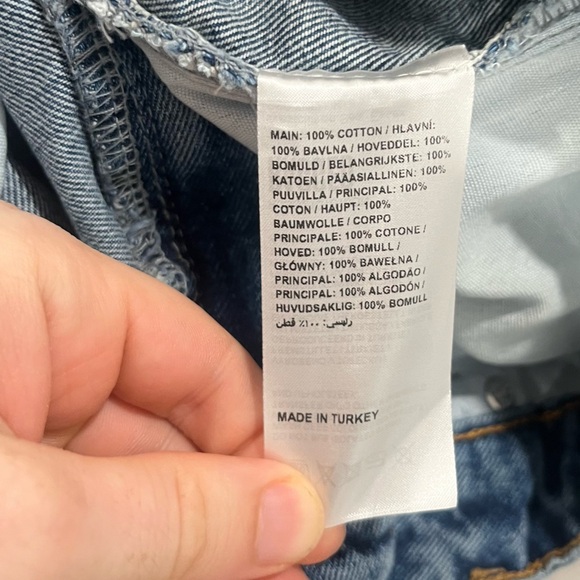 MAIN: 100% COTTON / HLAVNÍ:
100% BAVLNA / HOVEDDEL: 100%
BOMULD / BELANGRIJKSTE: 100%
KATOEN / PÄÄASIALLINEN: 100%
PUUVILLA / PRINCIPAL: 100%
COTON / HAUPT: 100%
BAUMWOLLE / CORPO
PRINCIPALE: 100% COTONE /
HOVED: 100% BOMULL /
GŁÓWNY: 100% BAWEŁNA /
PRINCIPAL: 100% ALGODÃO /
PRINCIPAL: 100% ALGODÓN /
HUVUDSAKLIG: 100% BOMULL
رئيسي: ١٠٠٪ قطن
MADE IN TURKEY